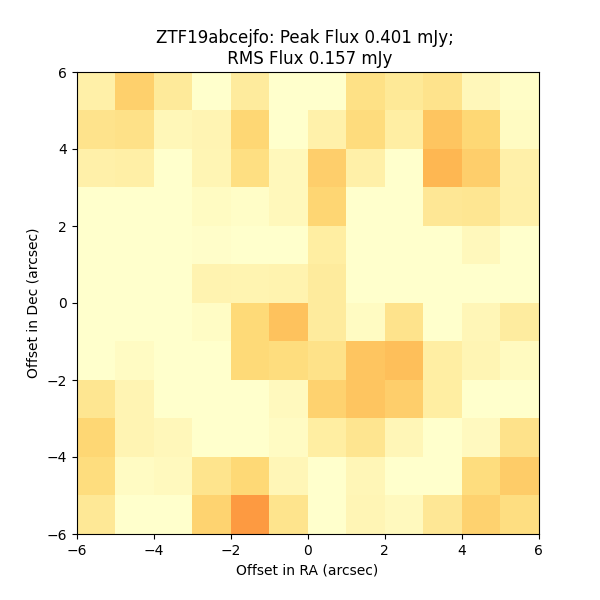 ZTF19abcejfo: Peak Flux 0.401 mJy;
RMS Flux 0.157 mJy
6
4
2
0
−2
−4
−6
Offset in Dec (arcsec)
−6 −4 −2 0 2 4 6
Offset in RA (arcsec)